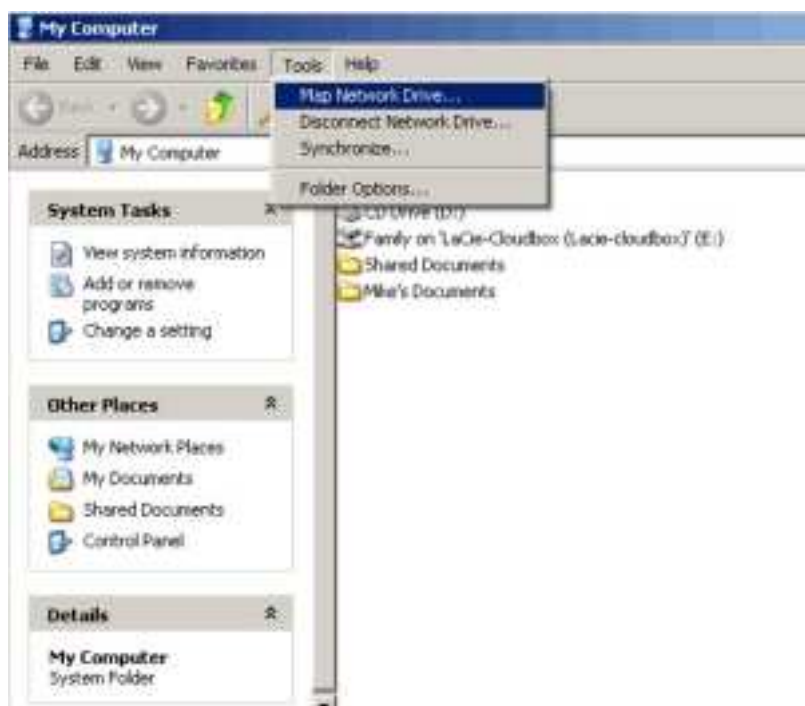 My Computer
File Edit View Favorites Tools Help
Map Network Drive...
Disconnect Network Drive...
Synchronize...
Folder Options...
Back
Address My Computer
System Tasks
View system information
Add or remove
programs
Change a setting
Other Places
My Network Places
My Documents
Shared Documents
Control Panel
Details
My Computer
System Folder
CD Drive (D:)
Family on 'LaCie-Cloudbox (Lacie-cloudbox)' (E:)
Shared Documents
Mike's Documents